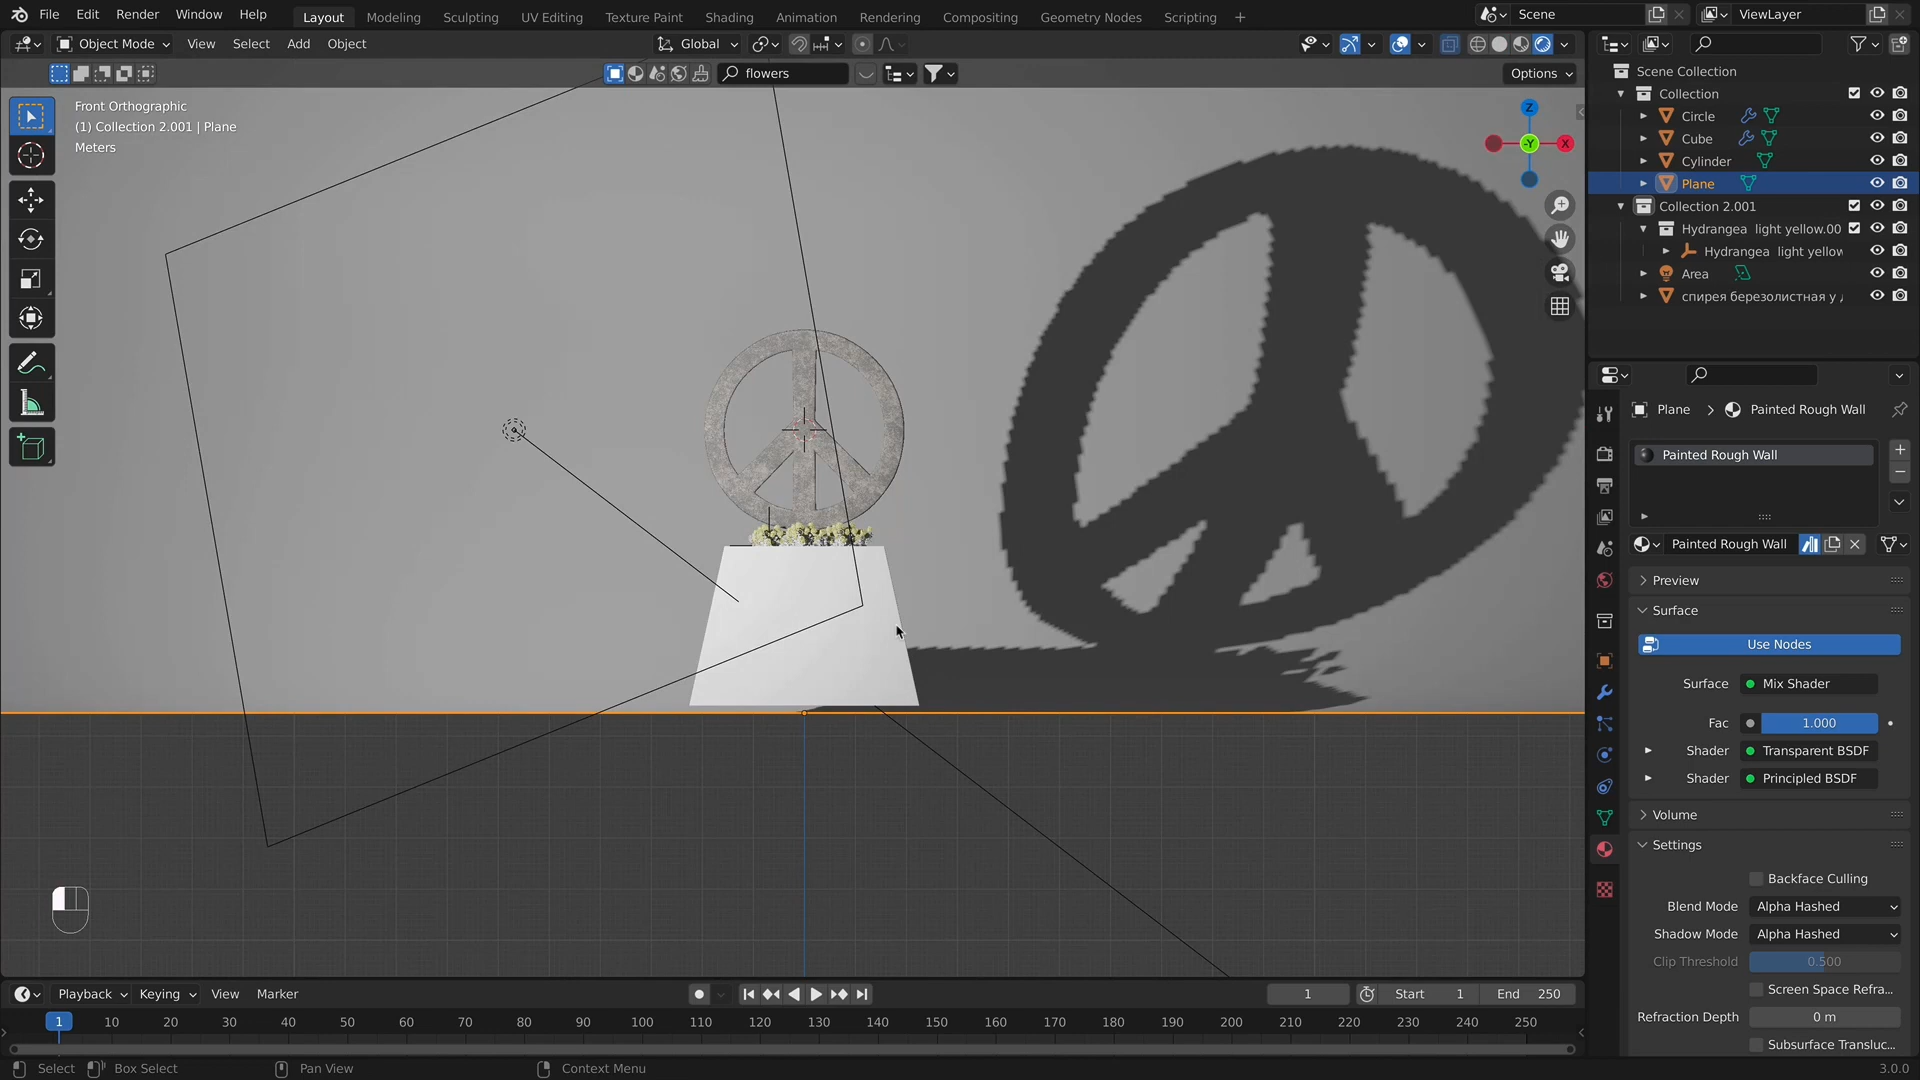 File Edit Render Window Help Layout Modeling Sculpting UV Editing Texture Paint Shading Animation Rendering Compositing Geometry Nodes Scripting + Scene ViewLayer
Object Mode View Select Add Object Global
flowers Options
Front Orthographic
(1) Collection 2.001 | Plane
Meters
Z
-Y
X
Scene Collection
Collection
Circle
Cube
Cylinder
Plane
Collection 2.001
Hydrangea light yellow.00
Hydrangea light yellow
Area
спирея березолистная у
Plane > Painted Rough Wall
Painted Rough Wall
Painted Rough Wall
Preview
Surface
Use Nodes
Surface Mix Shader
Fac 1.000
Shader Transparent BSDF
Shader Principled BSDF
Volume
Settings
Backface Culling
Blend Mode Alpha Hashed
Shadow Mode Alpha Hashed
Clip Threshold 0.500
Screen Space Refra...
Refraction Depth 0 m
Subsurface Transluc...
Playback Keying View Marker 1 Start 1 End 250
1 10 20 30 40 50 60 70 80 90 100 110 120 130 140 150 160 170 180 190 200 210 220 230 240 250
Select Box Select Pan View Context Menu 3.0.0